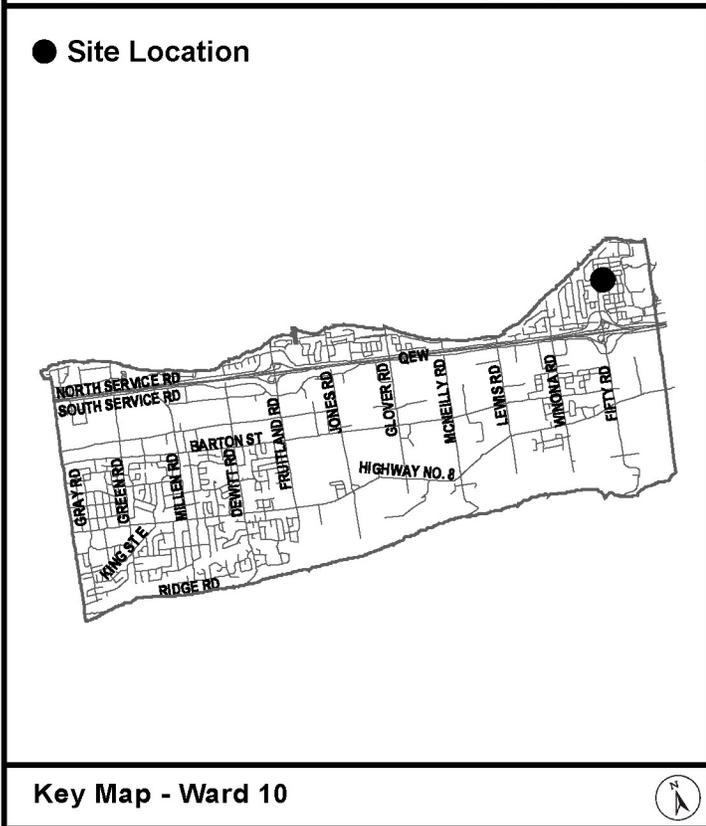 Site Location
QEW
NORTH SERVICE RD
SOUTH SERVICE RD
BARTON ST
HIGHWAY NO. 8
GRAY RD
GREEN RD
MILLEN RD
DEWITT RD
FRUITLAND RD
JONES RD
GLOVER RD
MCNEILLY RD
LEWIS RD
WINONA RD
FIFTY RD
KING ST E
RIDGE RD
Key Map - Ward 10
N